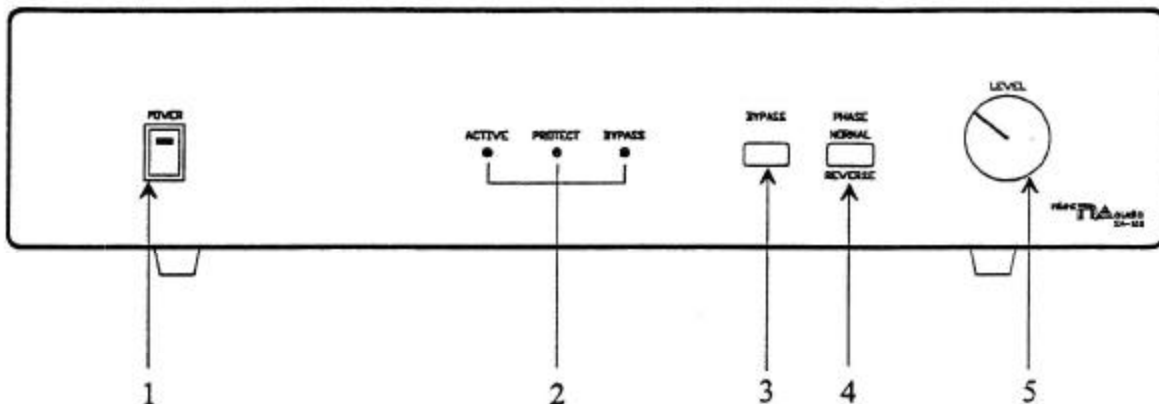 POWER
ACTIVE PROTECT BYPASS
BYPASS
PHASE
NORMAL
REVERSE
LEVEL
1 2 3 4 5